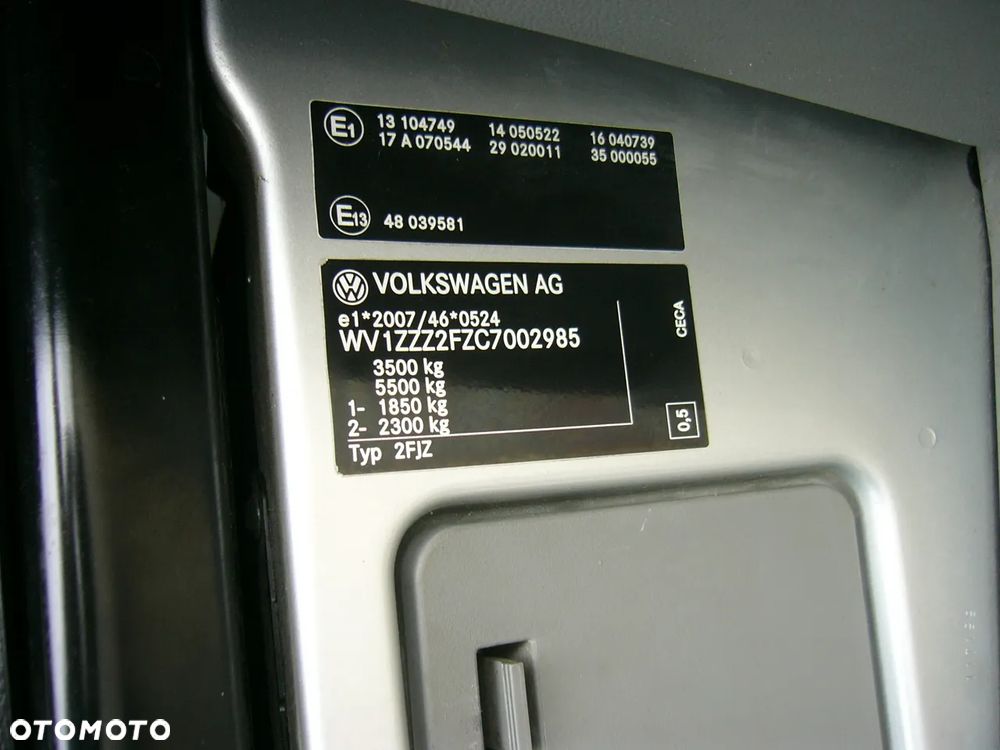 E1 13 104749 14 050522 16 040739
17 A 070544 29 020011 35 000055
E13 48 039581
VOLKSWAGEN AG
e1*2007/46*0524
WV1ZZZ2FZC7002985
3500 kg
5500 kg
1- 1850 kg
2- 2300 kg
Typ 2FJZ
CECA
0,5
OTOMOTO